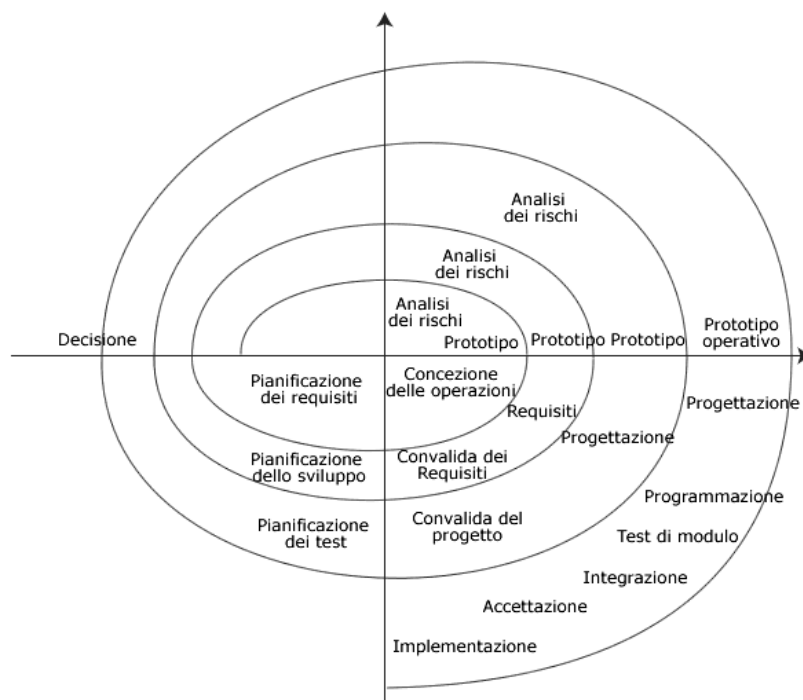 Analisi
dei rischi
Analisi
dei rischi
Analisi
dei rischi
Decisione
Prototipo
Prototipo
Prototipo
Prototipo
operativo
Pianificazione
dei requisiti
Concezione
delle operazioni
Requisiti
Progettazione
Progettazione
Pianificazione
dello sviluppo
Convalida dei
Requisiti
Pianificazione
dei test
Convalida del
progetto
Programmazione
Test di modulo
Integrazione
Accettazione
Implementazione